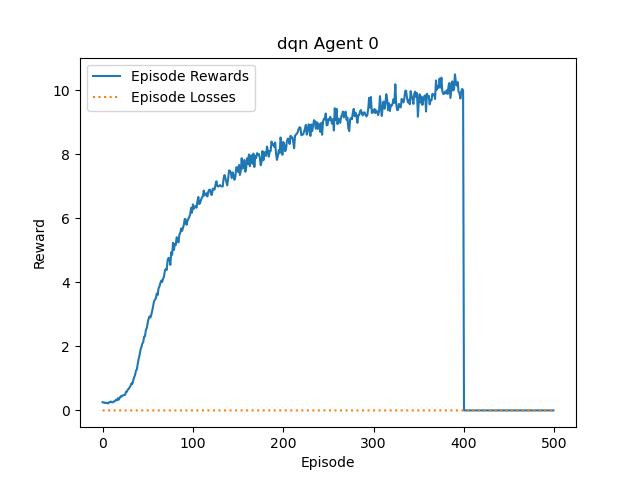 dqn Agent 0
Episode Rewards
Episode Losses
10
8
6
4
2
0
Reward
0 100 200 300 400 500
Episode